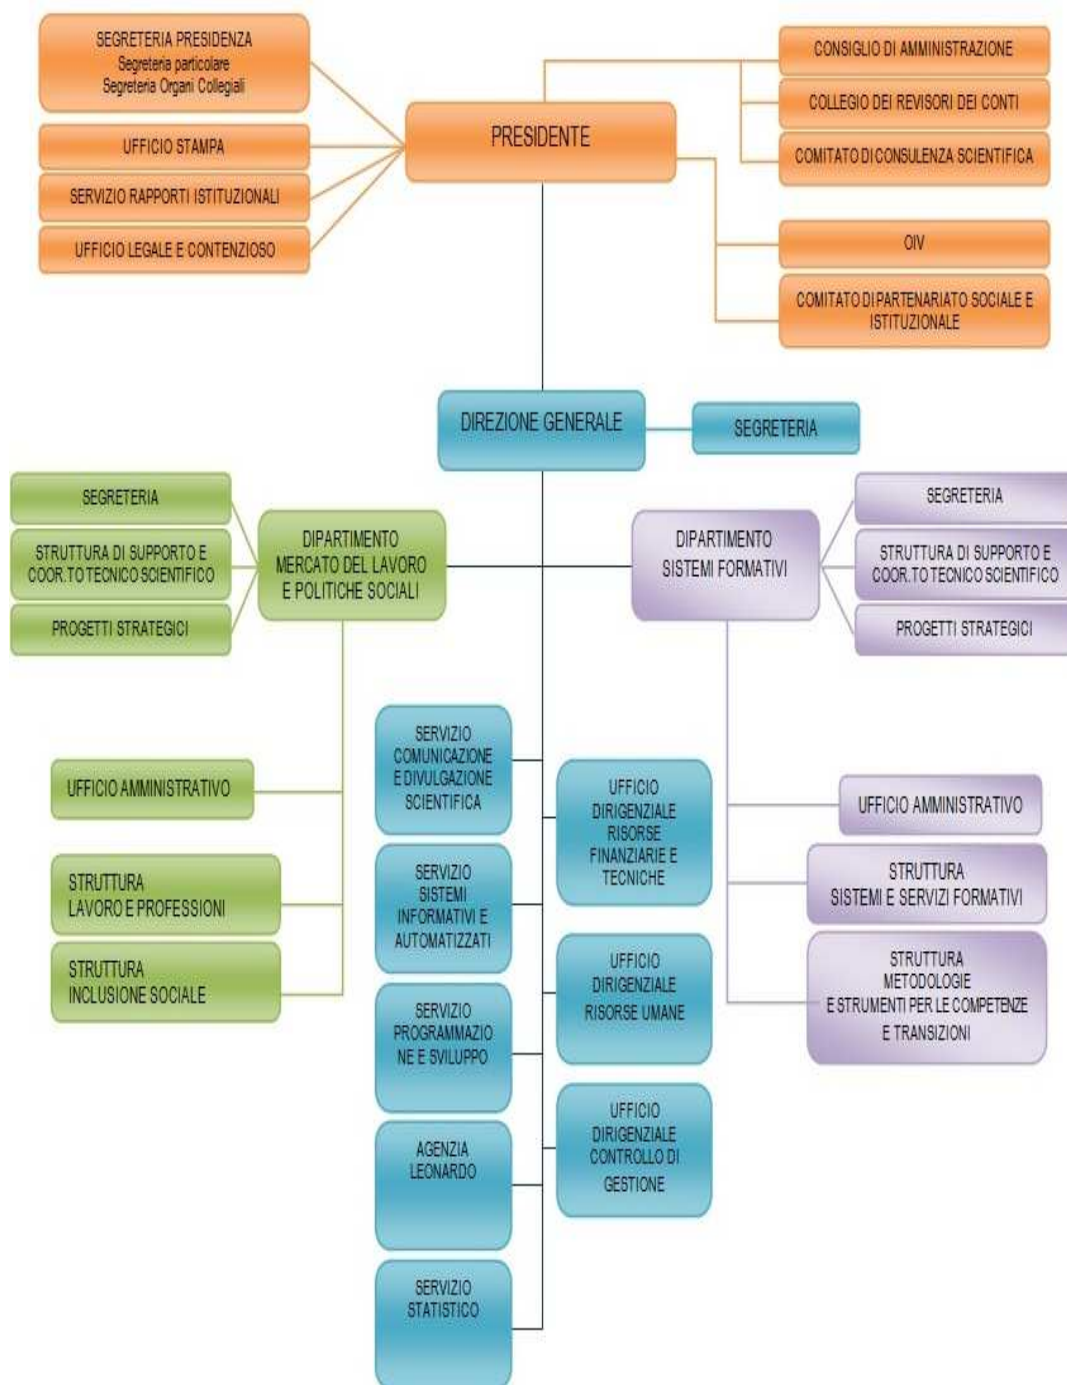 SEGRETERIA PRESIDENZA
Segreteria particolare
Segreteria Organi Collegiali
UFFICIO STAMPA
SERVIZIO RAPPORTI ISTITUZIONALI
UFFICIO LEGALE E CONTENZIOSO
PRESIDENTE
CONSIGLIO DI AMMINISTRAZIONE
COLLEGIO DEI REVISORI DEI CONTI
COMITATO DI CONSULENZA SCIENTIFICA
OIV
COMITATO DI PARTENARIATO SOCIALE E
ISTITUZIONALE
DIREZIONE GENERALE
SEGRETERIA
SEGRETERIA
STRUTTURA DI SUPPORTO E
COOR.TO TECNICO SCIENTIFICO
PROGETTI STRATEGICI
DIPARTIMENTO
MERCATO DEL LAVORO
E POLITICHE SOCIALI
DIPARTIMENTO
SISTEMI FORMATIVI
SEGRETERIA
STRUTTURA DI SUPPORTO E
COOR.TO TECNICO SCIENTIFICO
PROGETTI STRATEGICI
UFFICIO AMMINISTRATIVO
STRUTTURA
LAVORO E PROFESSIONI
STRUTTURA
INCLUSIONE SOCIALE
SERVIZIO
COMUNICAZIONE
E DIVULGAZIONE
SCIENTIFICA
SERVIZIO
SISTEMI
INFORMATIVI E
AUTOMATIZZATI
SERVIZIO
PROGRAMMAZIO
NE E SVILUPPO
AGENZIA
LEONARDO
SERVIZIO
STATISTICO
UFFICIO
DIRIGENZIALE
RISORSE
FINANZIARIE E
TECNICHE
UFFICIO
DIRIGENZIALE
RISORSE UMANE
UFFICIO
DIRIGENZIALE
CONTROLLO DI
GESTIONE
UFFICIO AMMINISTRATIVO
STRUTTURA
SISTEMI E SERVIZI FORMATIVI
STRUTTURA
METODOLOGIE
E STRUMENTI PER LE COMPETENZE
E TRANSIZIONI